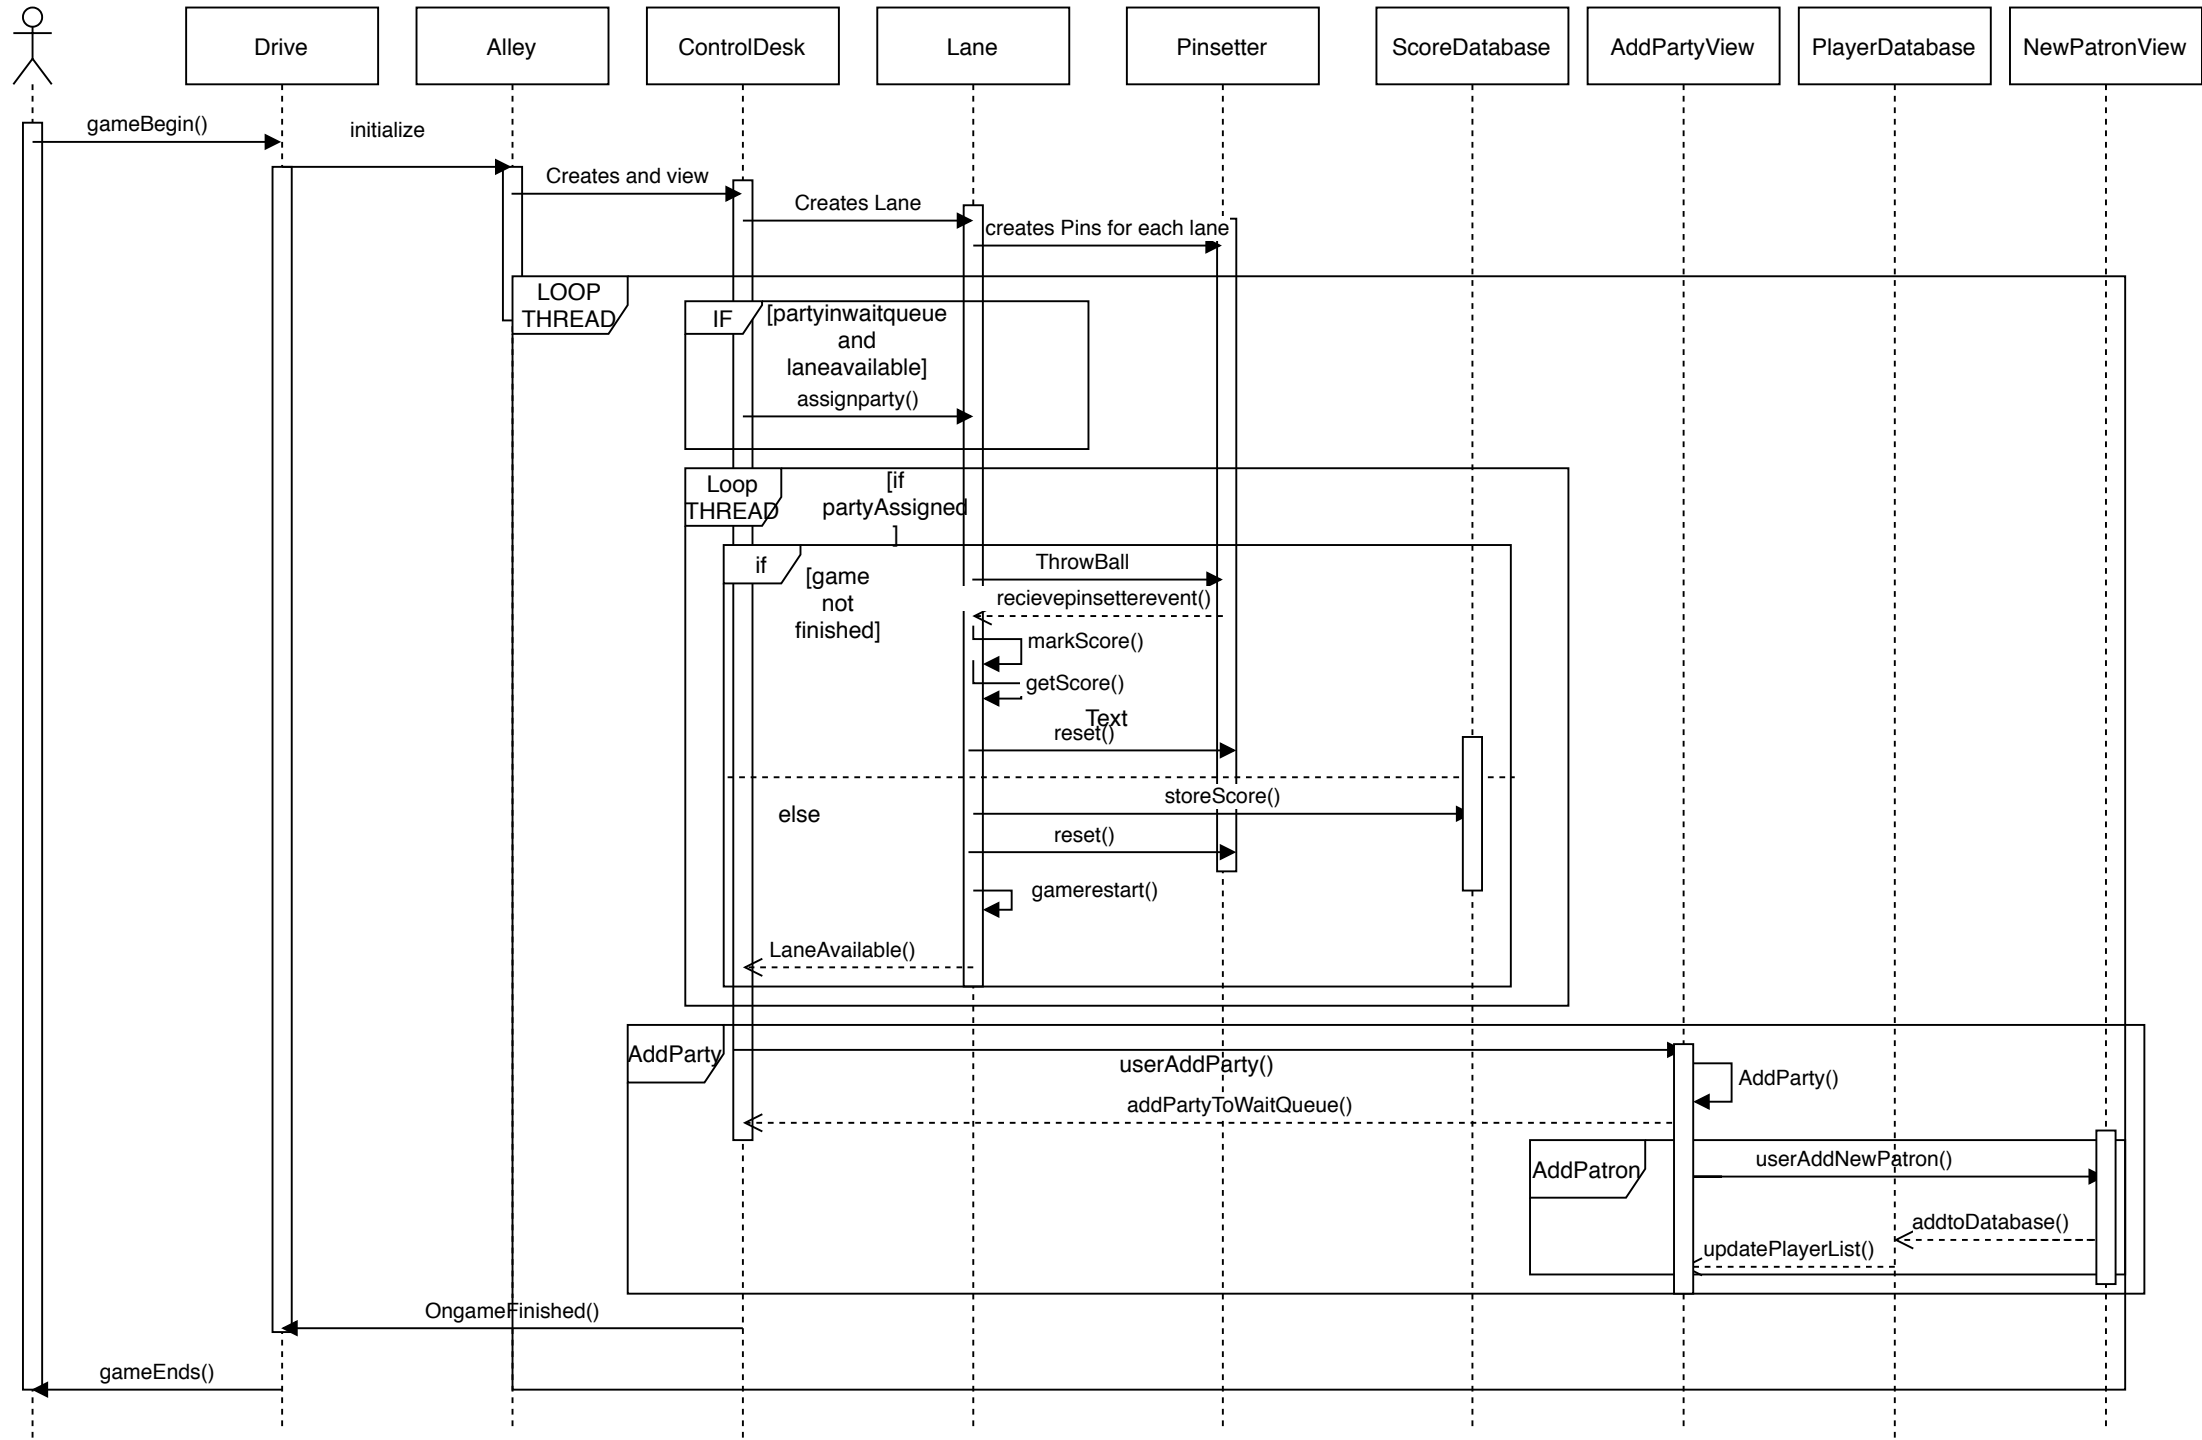 Drive
Alley
ControlDesk
Lane
Pinsetter
ScoreDatabase
AddPartyView
PlayerDatabase
NewPatronView
gameBegin()
initialize
Creates and view
Creates Lane
creates Pins for each lane
LOOP
THREAD
IF
[partyinwaitqueue
and
laneavailable]
assignparty()
Loop
THREAD
[if
partyAssigned
]
if
[game
not
finished]
ThrowBall
recievepinsetterevent()
markScore()
getScore()
Text
reset()
else
storeScore()
reset()
gamerestart()
LaneAvailable()
AddParty
userAddParty()
AddParty()
addPartyToWaitQueue()
AddPatron
userAddNewPatron()
addtoDatabase()
updatePlayerList()
OngameFinished()
gameEnds()